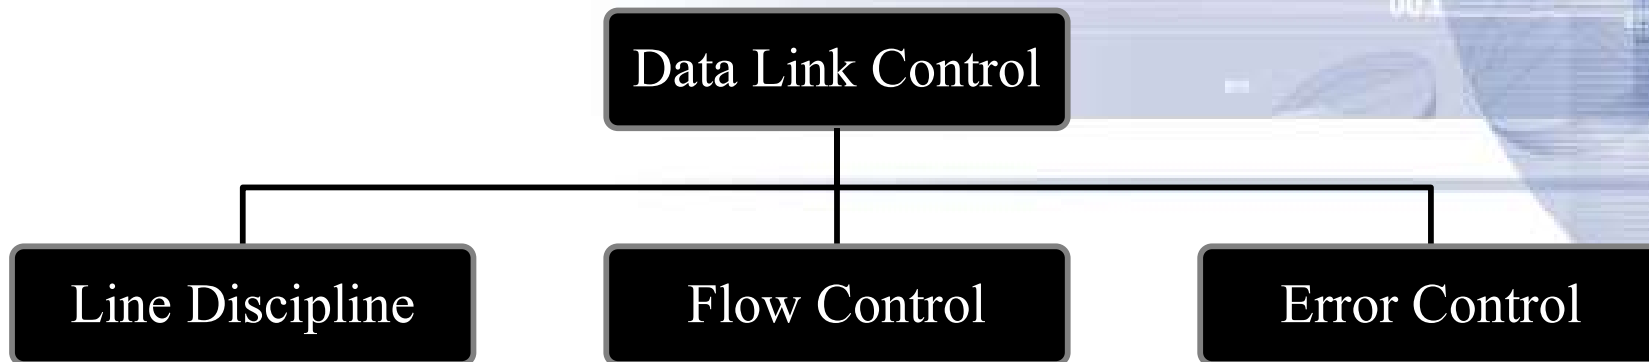 Data Link Control
Line Discipline
Flow Control
Error Control